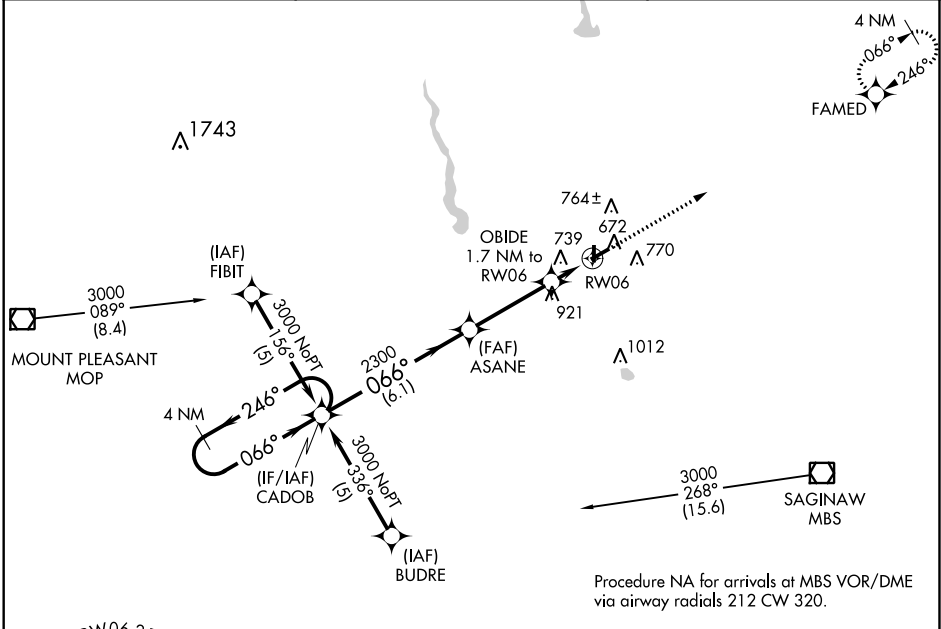 4 NM
066°
246°
FAMED
1743
764±
672
739
770
OBIDE
1.7 NM to
RW06
RW06
921
(IAF)
FIBIT
3000
089°
(8.4)
MOUNT PLEASANT
MOP
3000 NoPT
156°
(5)
2300
066°
(6.1)
(FAF)
ASANE
1012
4 NM
246°
066°
(IF/IAF)
CADOB
3000 NoPT
336°
(5)
(IAF)
BUDRE
3000
268°
(15.6)
SAGINAW
MBS
Procedure NA for arrivals at MBS VOR/DME
via airway radials 212 CW 320.